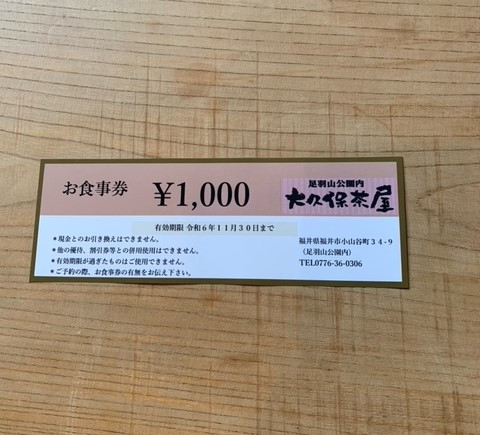 お食事券 ¥1,000
足羽山公園内
大久保茶屋
有効期限 令和6年11月30日まで
*現金とのお引き換えはできません。
*他の優待、割引券等との併用使用はできません。
*有効期限が過ぎたものはご使用できません。
*ご予約の際、お食事券の有無をお伝え下さい。
福井県福井市小山谷町34-9
(足羽山公園内)
TEL0776-36-0306